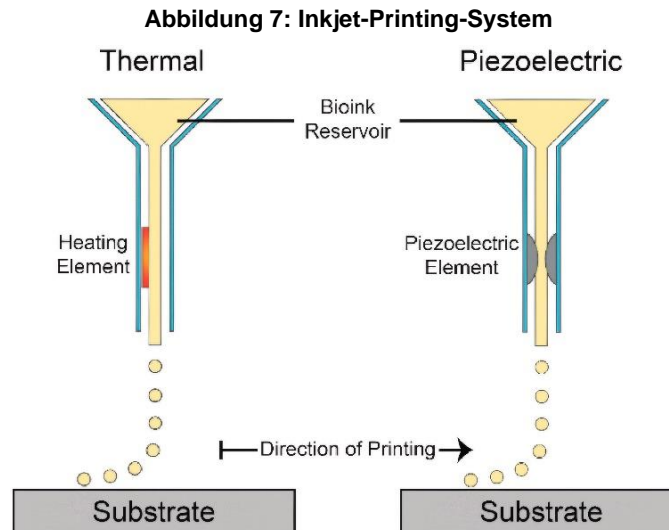 Abbildung 7: Inkjet-Printing-System
Thermal
Piezoelectric
Bioink
Reservoir
Heating
Element
Piezoelectric
Element
Direction of Printing
Substrate
Substrate